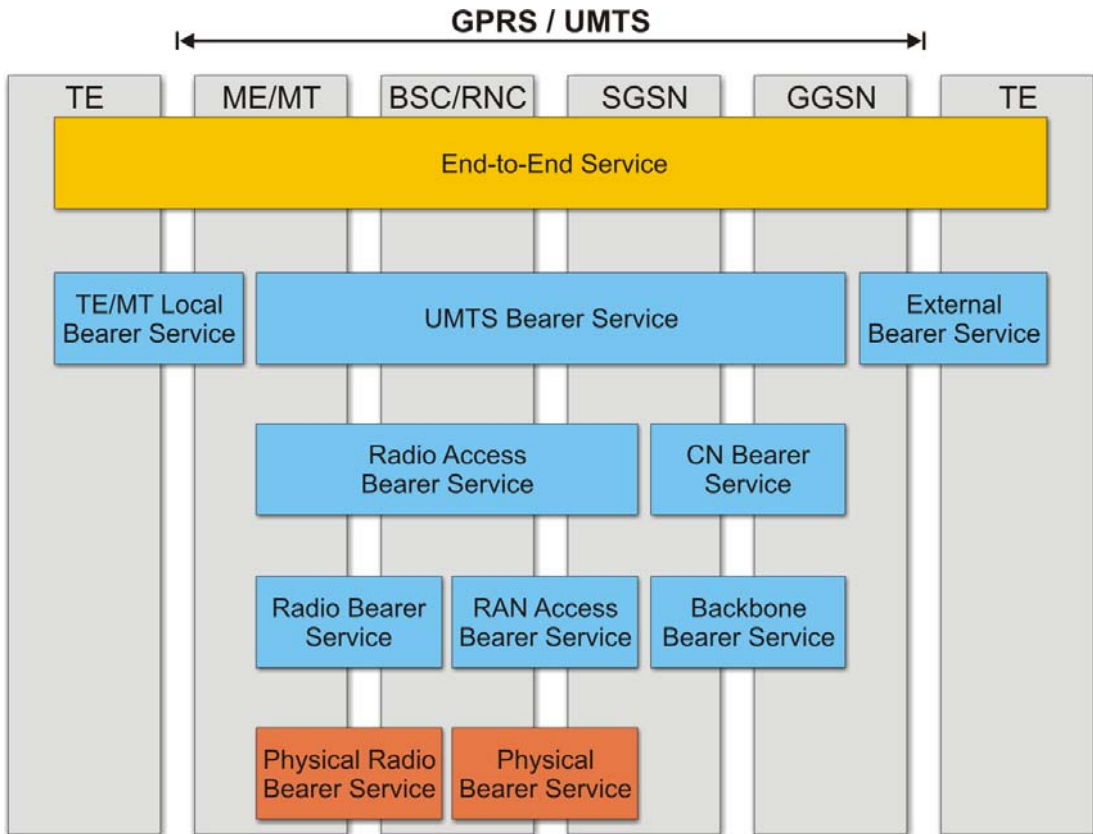 GPRS / UMTS
TE
ME/MT
BSC/RNC
SGSN
GGSN
TE
End-to-End Service
TE/MT Local
Bearer Service
UMTS Bearer Service
External
Bearer Service
Radio Access
Bearer Service
CN Bearer
Service
Radio Bearer
Service
RAN Access
Bearer Service
Backbone
Bearer Service
Physical Radio
Bearer Service
Physical
Bearer Service